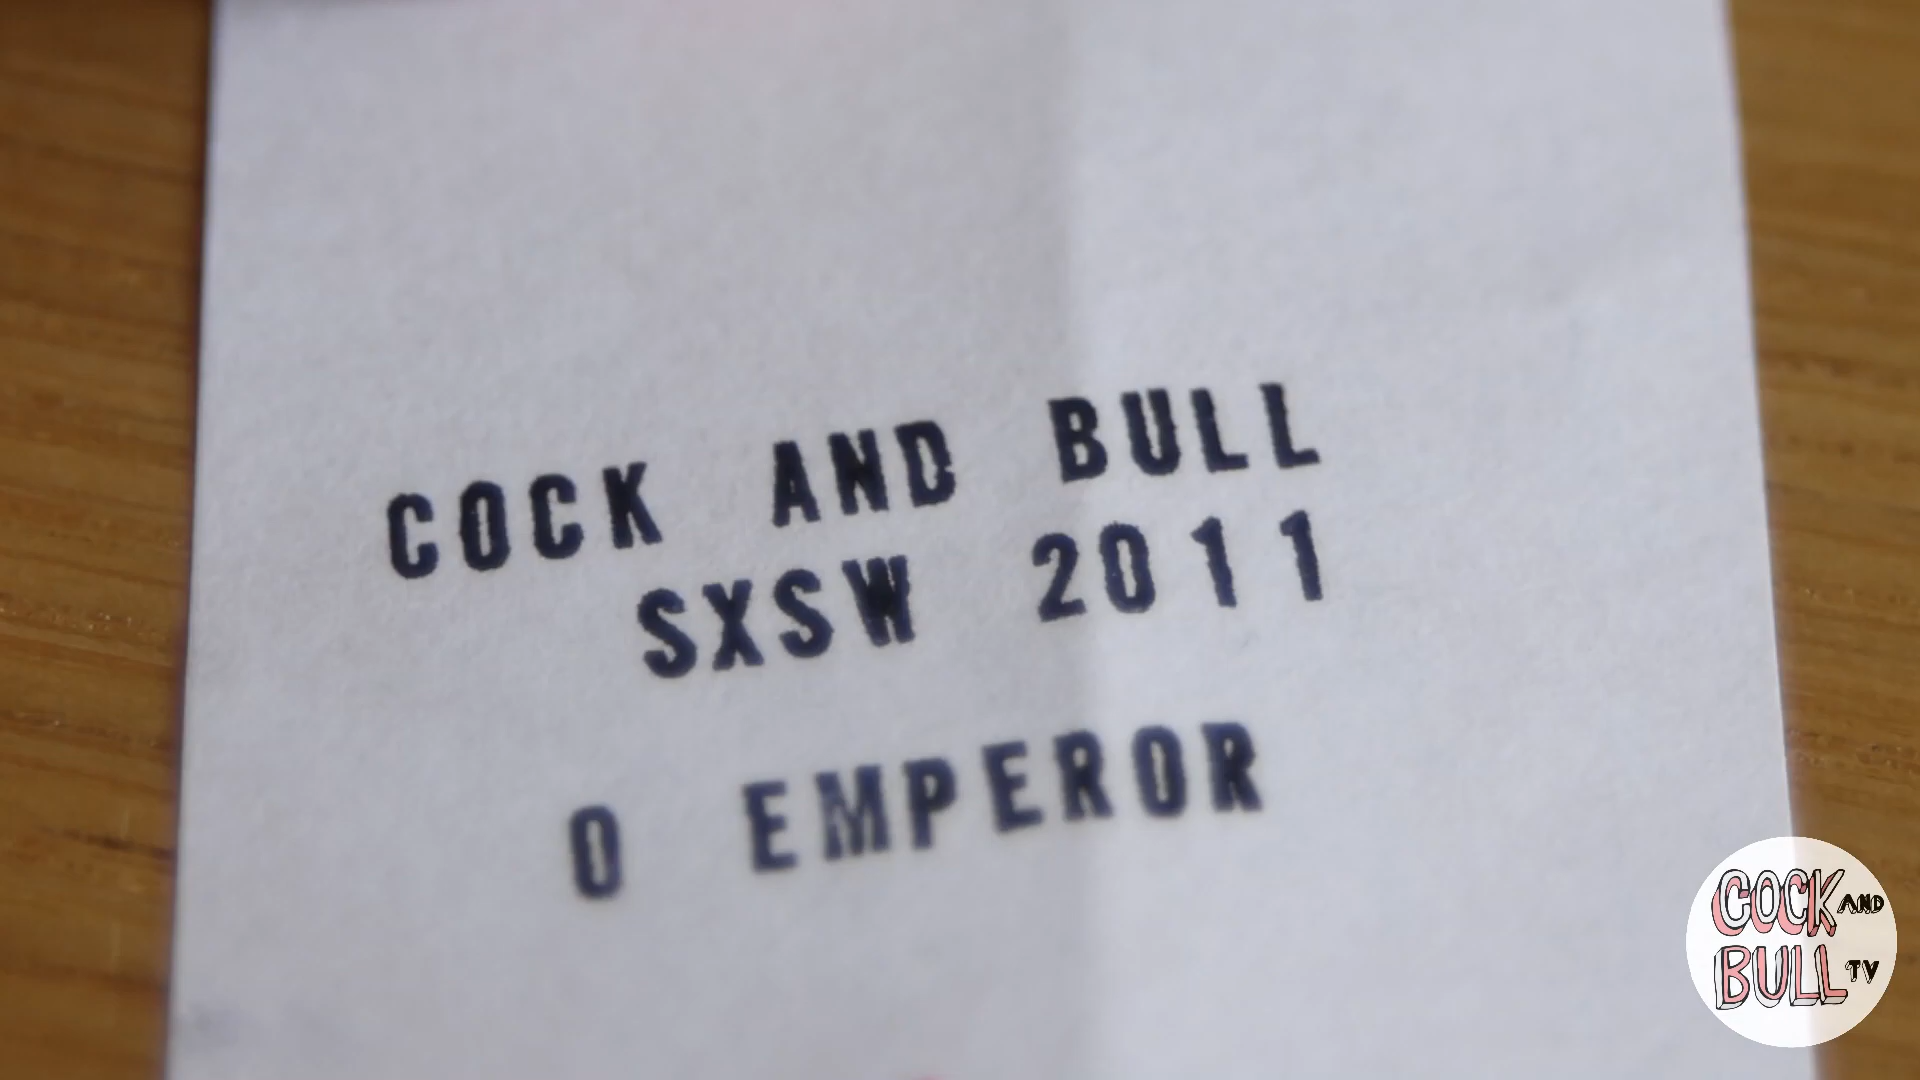 COCK AND BULL
SXSW 2011
O EMPEROR
COCK AND
BULL TV